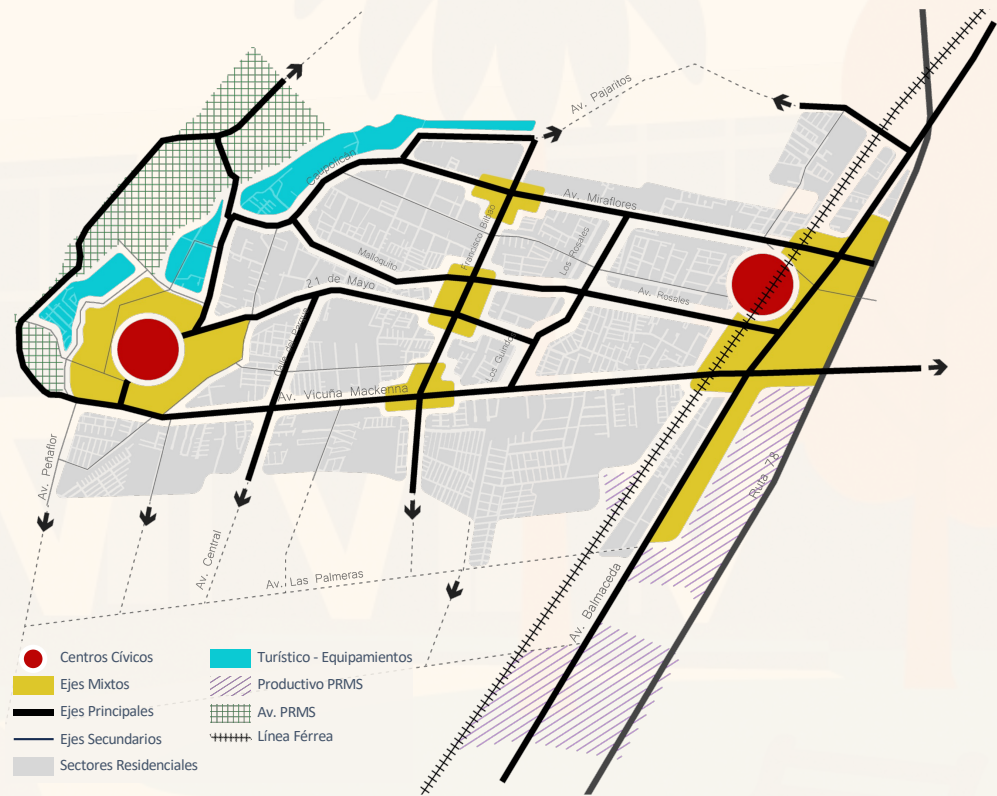 Av. Pajaritos
Caupolican
Av. Miraflores
Francisco Bilbao
Los Rosales
Malloquito
21 de Mayo
Av. Rosales
Los Guindos
Av. Vicuña Mackenna
Av. Peñaflor
Ruta 78
Av. Central
Av. Las Palmeras
Av. Balmaceda
Centros Cívicos
Ejes Mixtos
Ejes Principales
Ejes Secundarios
Sectores Residenciales
Turístico - Equipamientos
Productivo PRMS
Av. PRMS
Línea Férrea